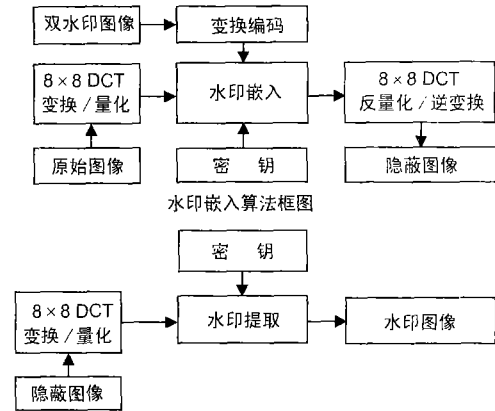 双水印图像
变换编码
8×8 DCT
变换/量化
水印嵌入
8×8 DCT
反量化/逆变换
原始图像
密 钥
隐蔽图像
水印嵌入算法框图
密 钥
8×8 DCT
变换/量化
水印提取
水印图像
隐蔽图像